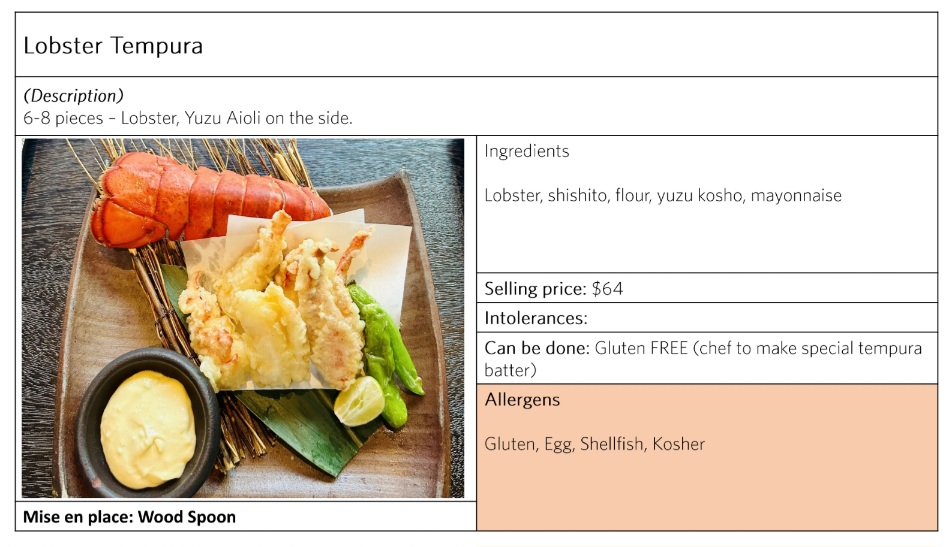 Lobster Tempura
(Description)
6-8 pieces – Lobster, Yuzu Aioli on the side.
Ingredients
Lobster, shishito, flour, yuzu kosho, mayonnaise
Selling price: $64
Intolerances:
Can be done: Gluten FREE (chef to make special tempura
batter)
Allergens
Gluten, Egg, Shellfish, Kosher
Mise en place: Wood Spoon